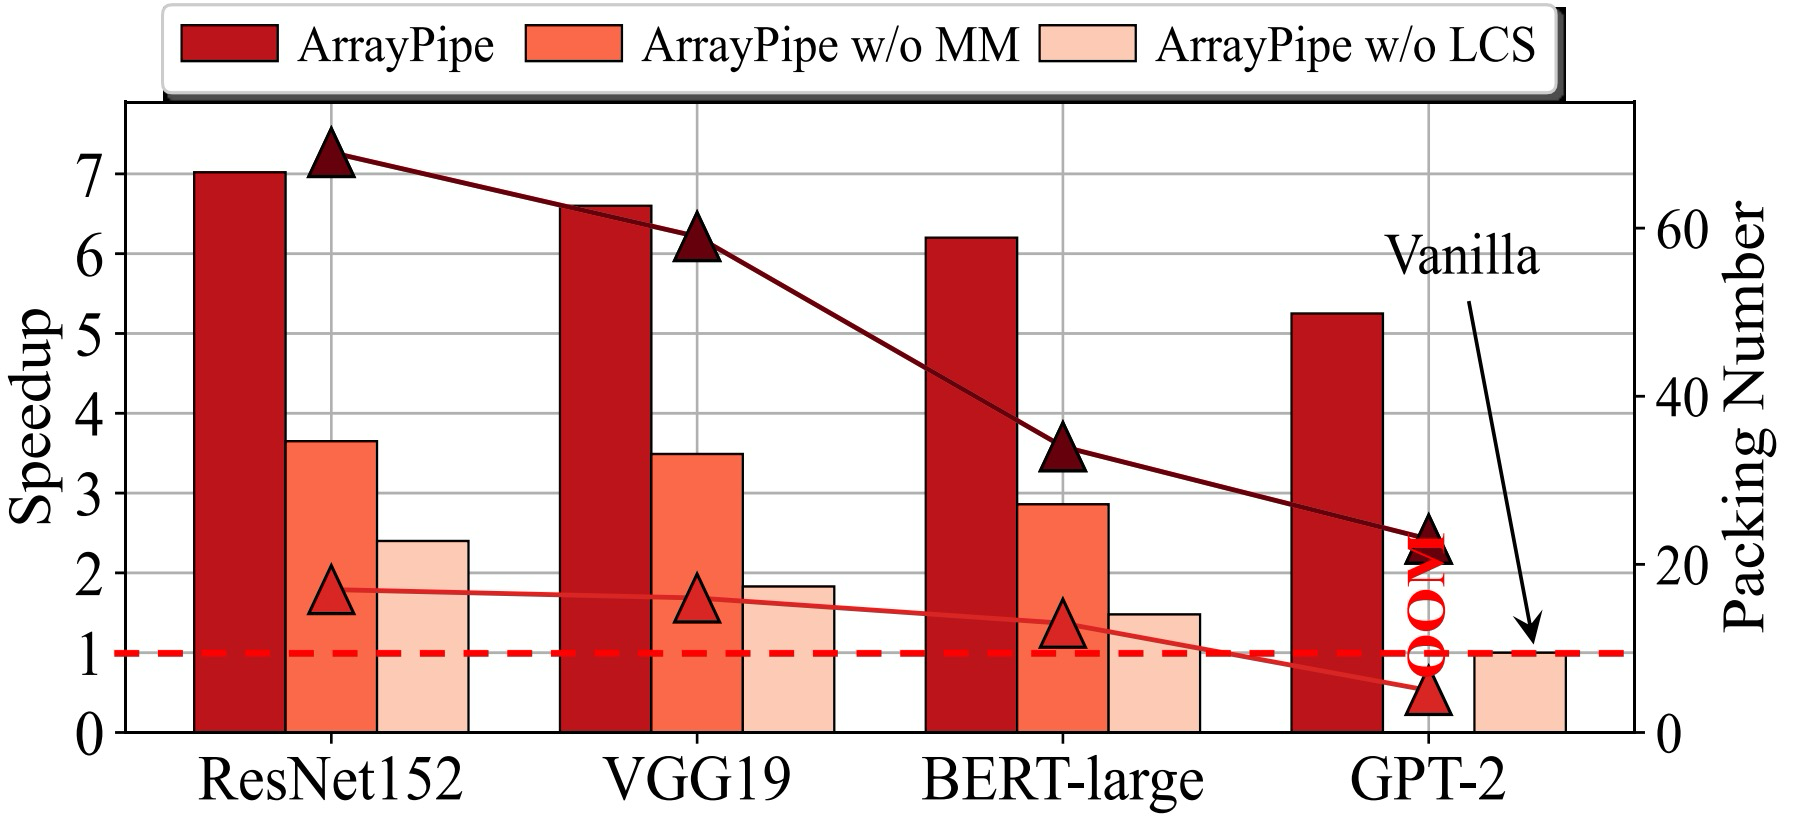 ArrayPipe ArrayPipe w/o MM ArrayPipe w/o LCS
Speedup
7
6
5
4
3
2
1
0
Vanilla
OOM
60
40
20
0
Packing Number
ResNet152 VGG19 BERT-large GPT-2